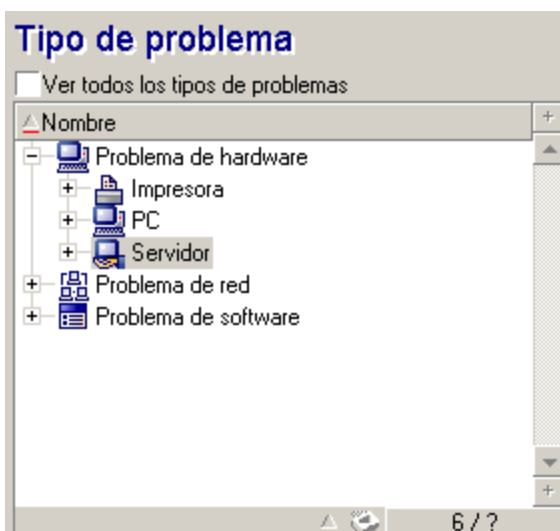 Tipo de problema
Ver todos los tipos de problemas
Nombre
Problema de hardware
Impresora
PC
Servidor
Problema de red
Problema de software
6 / ?